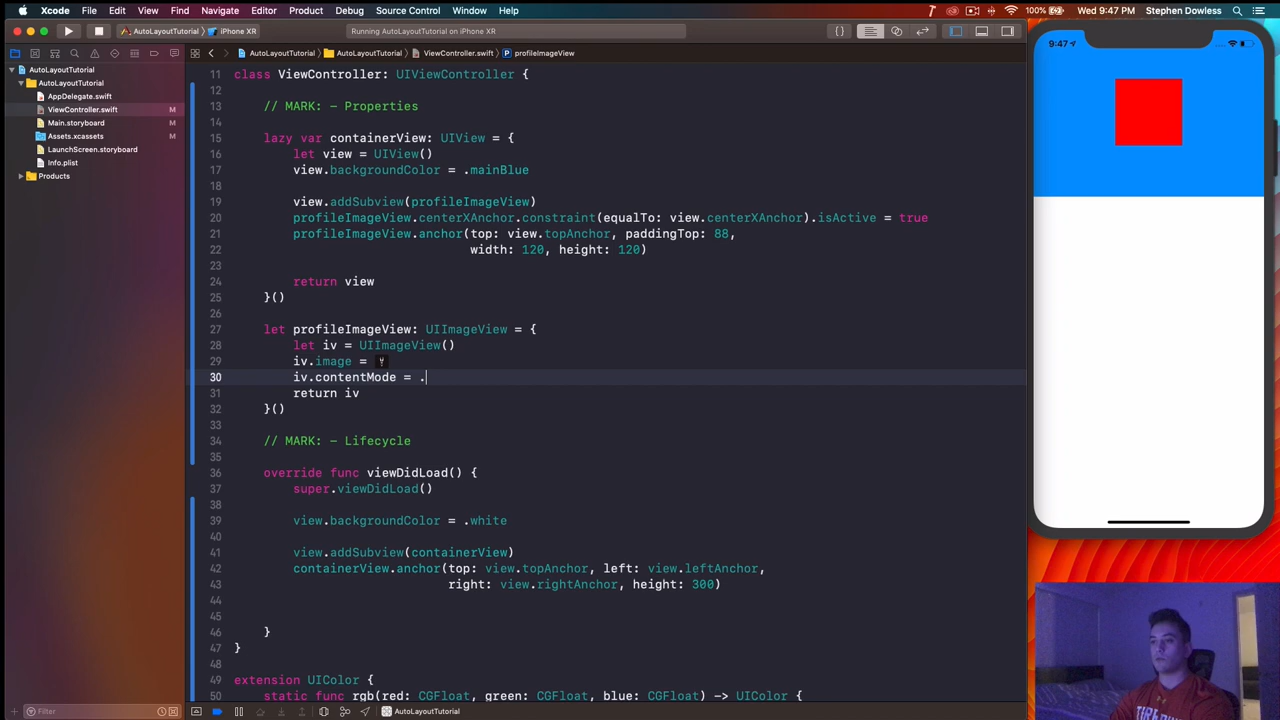 Xcode File Edit View Find Navigate Editor Product Debug Source Control Window Help 100% Wed 9:47 PM Stephen Dowless
AutoLayoutTutorial iPhone XR Running AutoLayoutTutorial on iPhone XR
AutoLayoutTutorial AutoLayoutTutorial ViewController.swift profileImageView
AutoLayoutTutorial
AutoLayoutTutorial
AppDelegate.swift
ViewController.swift M
Main.storyboard M
Assets.xcassets M
LaunchScreen.storyboard
Info.plist
Products
Filter
11 class ViewController: UIViewController {
12
13 // MARK: - Properties
14
15 lazy var containerView: UIView = {
16 let view = UIView()
17 view.backgroundColor = .mainBlue
18
19 view.addSubview(profileImageView)
20 profileImageView.centerXAnchor.constraint(equalTo: view.centerXAnchor).isActive = true
21 profileImageView.anchor(top: view.topAnchor, paddingTop: 88,
22 width: 120, height: 120)
23
24 return view
25 }()
26
27 let profileImageView: UIImageView = {
28 let iv = UIImageView()
29 iv.image =
30 iv.contentMode = .
31 return iv
32 }()
33
34 // MARK: - Lifecycle
35
36 override func viewDidLoad() {
37 super.viewDidLoad()
38
39 view.backgroundColor = .white
40
41 view.addSubview(containerView)
42 containerView.anchor(top: view.topAnchor, left: view.leftAnchor,
43 right: view.rightAnchor, height: 300)
44
45
46 }
47 }
48
49 extension UIColor {
50 static func rgb(red: CGFloat, green: CGFloat, blue: CGFloat) -> UIColor {
AutoLayoutTutorial
9:47